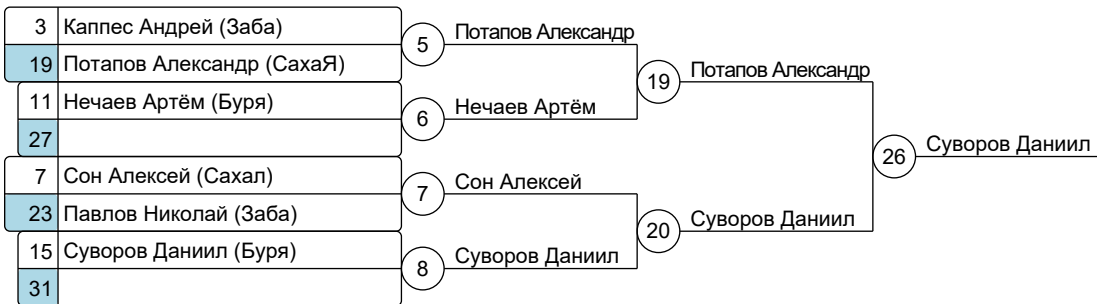 3 Каппес Андрей (Заба)
19 Потапов Александр (СахаЯ)
5 Потапов Александр
11 Нечаев Артём (Буря)
27
6 Нечаев Артём
19 Потапов Александр
7 Сон Алексей (Сахал)
23 Павлов Николай (Заба)
7 Сон Алексей
15 Суворов Даниил (Буря)
31
8 Суворов Даниил
20 Суворов Даниил
26 Суворов Даниил